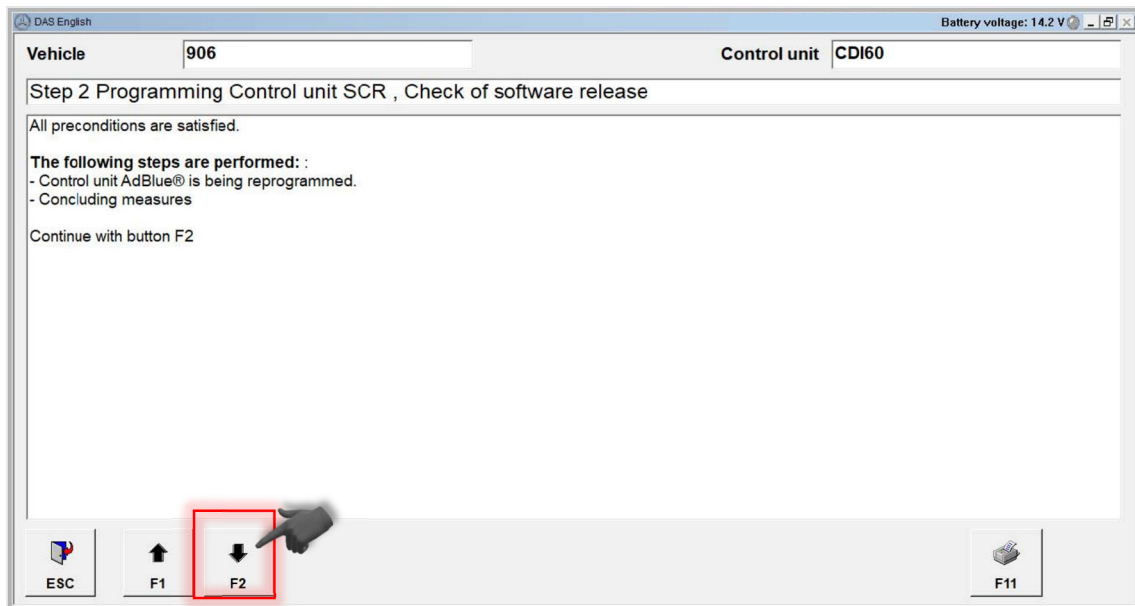 DAS English
Battery voltage: 14.2 V
Vehicle
906
Control unit
CDI60
Step 2 Programming Control unit SCR , Check of software release
All preconditions are satisfied.
The following steps are performed: :
- Control unit AdBlue® is being reprogrammed.
- Concluding measures
Continue with button F2
ESC
F1
F2
F11